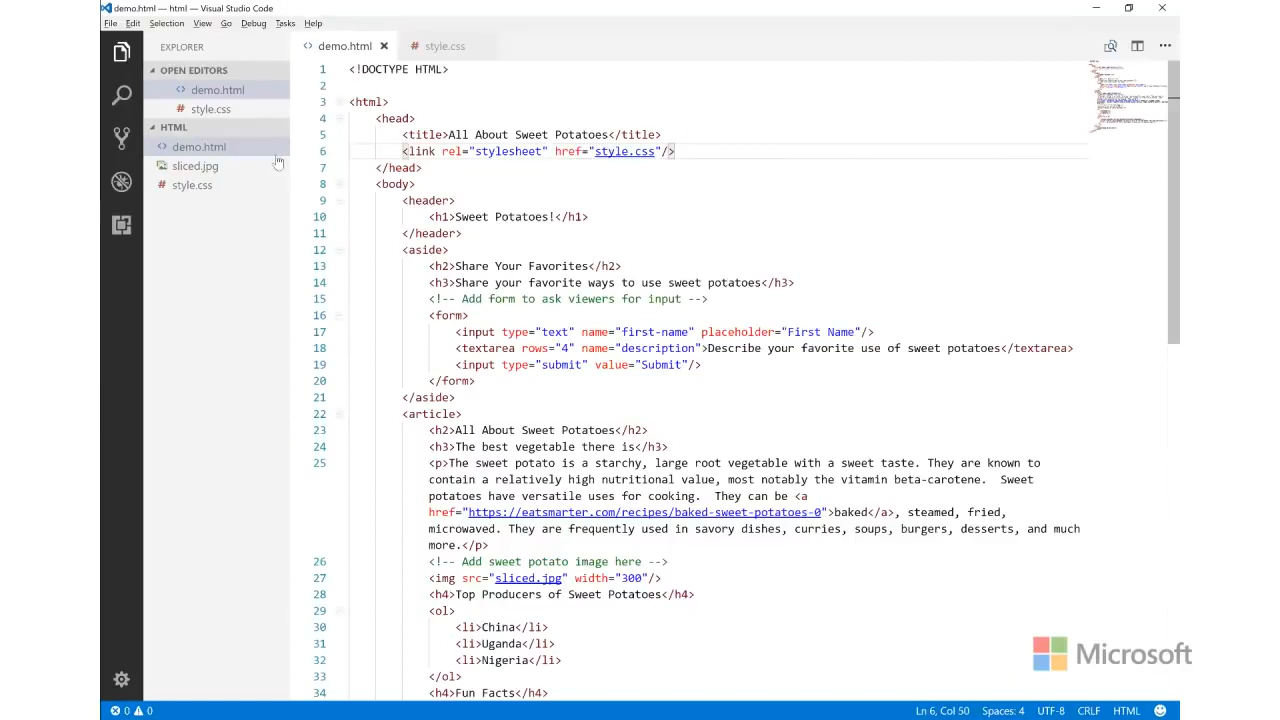 demo.html — html — Visual Studio Code
File Edit Selection View Go Debug Tasks Help
EXPLORER
OPEN EDITORS
demo.html
style.css
HTML
demo.html
sliced.jpg
style.css
demo.html
style.css
1 <!DOCTYPE HTML>
2
3 <html>
4 <head>
5 <title>All About Sweet Potatoes</title>
6 <link rel="stylesheet" href="style.css"/>
7 </head>
8 <body>
9 <header>
10 <h1>Sweet Potatoes!</h1>
11 </header>
12 <aside>
13 <h2>Share Your Favorites</h2>
14 <h3>Share your favorite ways to use sweet potatoes</h3>
15 <!-- Add form to ask viewers for input -->
16 <form>
17 <input type="text" name="first-name" placeholder="First Name"/>
18 <textarea rows="4" name="description">Describe your favorite use of sweet potatoes</textarea>
19 <input type="submit" value="Submit"/>
20 </form>
21 </aside>
22 <article>
23 <h2>All About Sweet Potatoes</h2>
24 <h3>The best vegetable there is</h3>
25 <p>The sweet potato is a starchy, large root vegetable with a sweet taste. They are known to
contain a relatively high nutritional value, most notably the vitamin beta-carotene.  Sweet
potatoes have versatile uses for cooking.  They can be <a
href="https://eatsmarter.com/recipes/baked-sweet-potatoes-0">baked</a>, steamed, fried,
microwaved. They are frequently used in savory dishes, curries, soups, burgers, desserts, and much
more.</p>
26 <!-- Add sweet potato image here -->
27 <img src="sliced.jpg" width="300"/>
28 <h4>Top Producers of Sweet Potatoes</h4>
29 <ol>
30 <li>China</li>
31 <li>Uganda</li>
32 <li>Nigeria</li>
33 </ol>
34 <h4>Fun Facts</h4>
Microsoft
0 0 Ln 6, Col 50 Spaces: 4 UTF-8 CRLF HTML